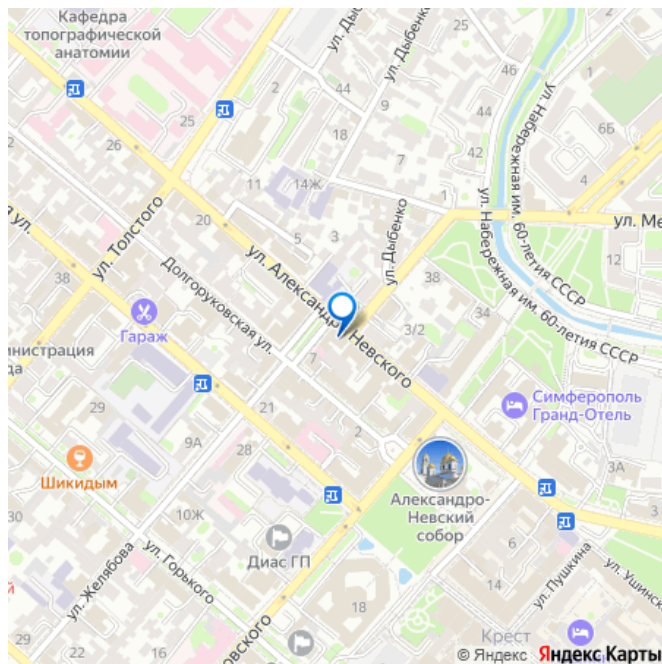 Кафедра
топографической
анатомии
ул. Дыбенко
44
46
25
9
18
44
1
6Б
26
42
4
7
11
14Ж
1
ул. Набережная им. 60-летия СССР
ул. Набережная им. 60-летия СССР
ул. Толстого
20
5
3
ул. Дыбенко
ул. Ме
12
38
38
Долгоруковская ул.
ул. Александра Невского
34
3/2
Гараж
7
29
21
Симферополь
Гранд-Отель
9А
28
2
3А
Шикидым
Александро-
Невский
собор
30
10Ж
Диас ГП
6
ул. Желябова
ул. Горького
14
ул. Пушкина
18
29
16
22
Крест
© Яндекс Яндекс Карты